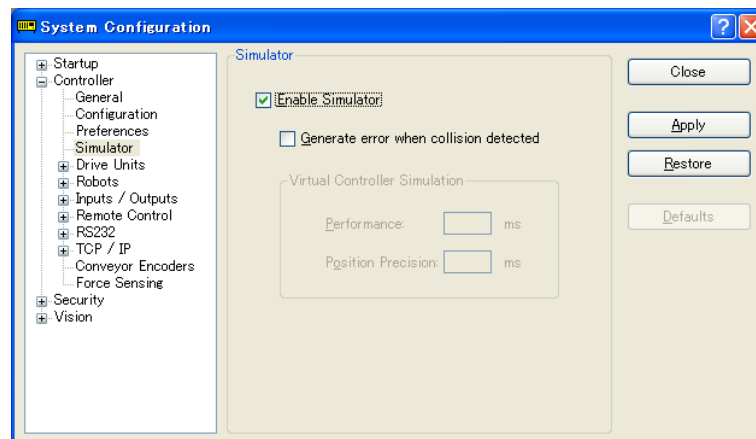 System Configuration
Startup
Controller
General
Configuration
Preferences
Simulator
Drive Units
Robots
Inputs / Outputs
Remote Control
RS232
TCP / IP
Conveyor Encoders
Force Sensing
Security
Vision
Simulator
Enable Simulator
Generate error when collision detected
Virtual Controller Simulation
Performance: ms
Position Precision: ms
Close
Apply
Restore
Defaults